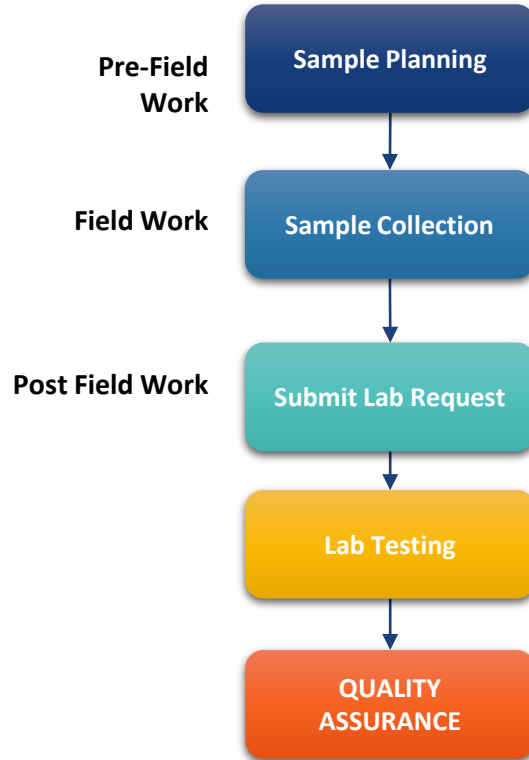 Pre-Field
Work
Sample Planning
Field Work
Sample Collection
Post Field Work
Submit Lab Request
Lab Testing
QUALITY
ASSURANCE